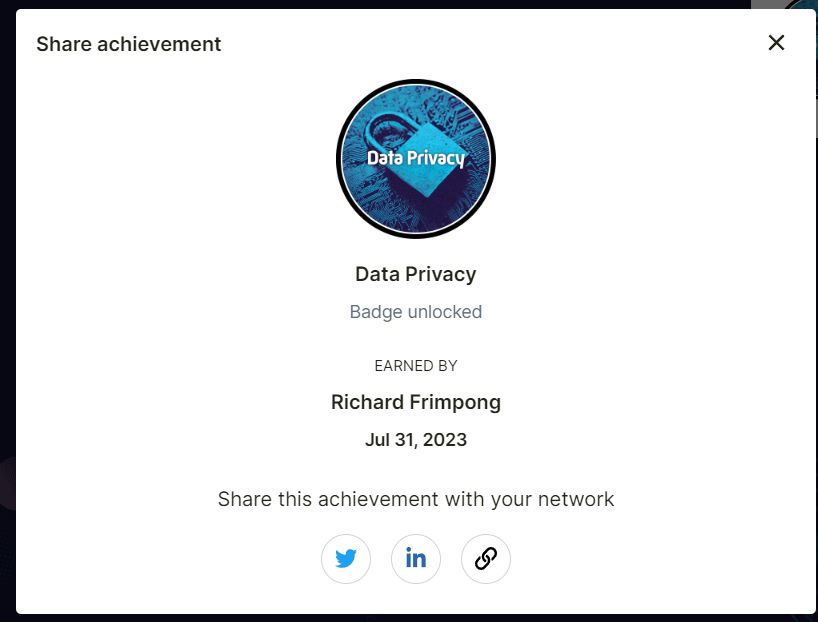 Share achievement
Data Privacy
Data Privacy
Badge unlocked
EARNED BY
Richard Frimpong
Jul 31, 2023
Share this achievement with your network
in